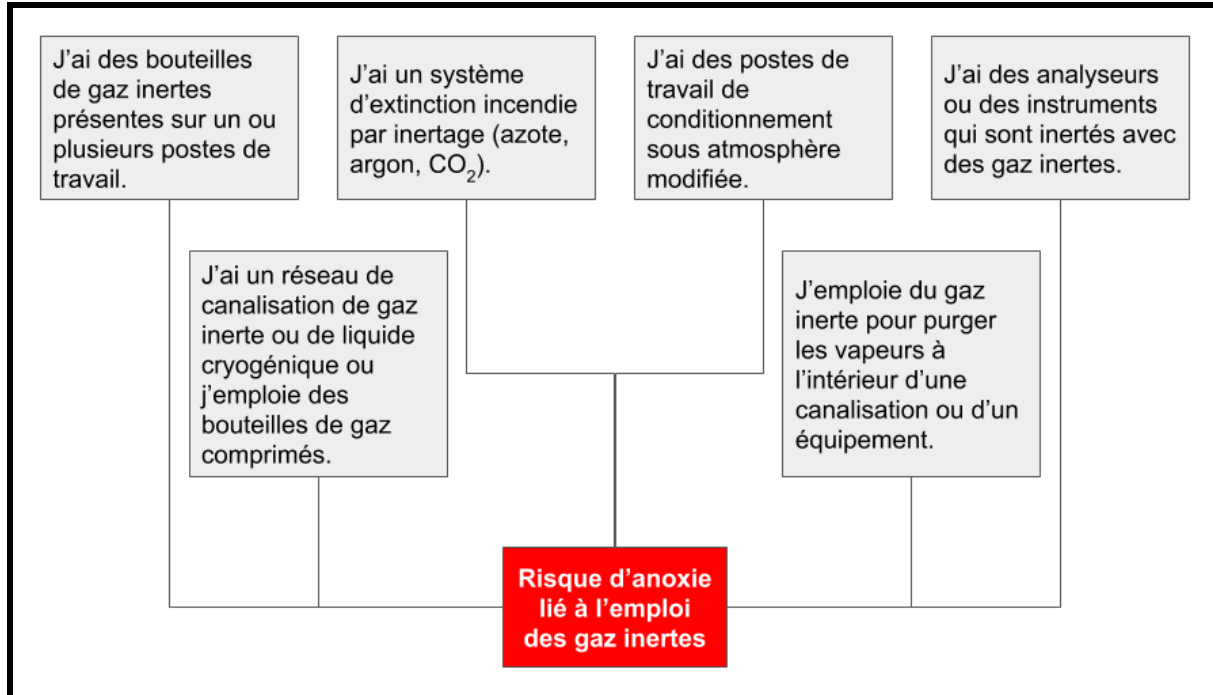 J’ai des bouteilles
de gaz inertes
présentes sur un ou
plusieurs postes de
travail.
J’ai un système
d’extinction incendie
par inertage (azote,
argon, CO₂).
J’ai des postes de
travail de
conditionnement
sous atmosphère
modifiée.
J’ai des analyseurs
ou des instruments
qui sont inertés avec
des gaz inertes.
J’ai un réseau de
canalisation de gaz
inerte ou de liquide
cryogénique ou
j’emploie des
bouteilles de gaz
comprimés.
J’emploie du gaz
inerte pour purger
les vapeurs à
l’intérieur d’une
canalisation ou d’un
équipement.
Risque d’anoxie
lié à l’emploi
des gaz inertes